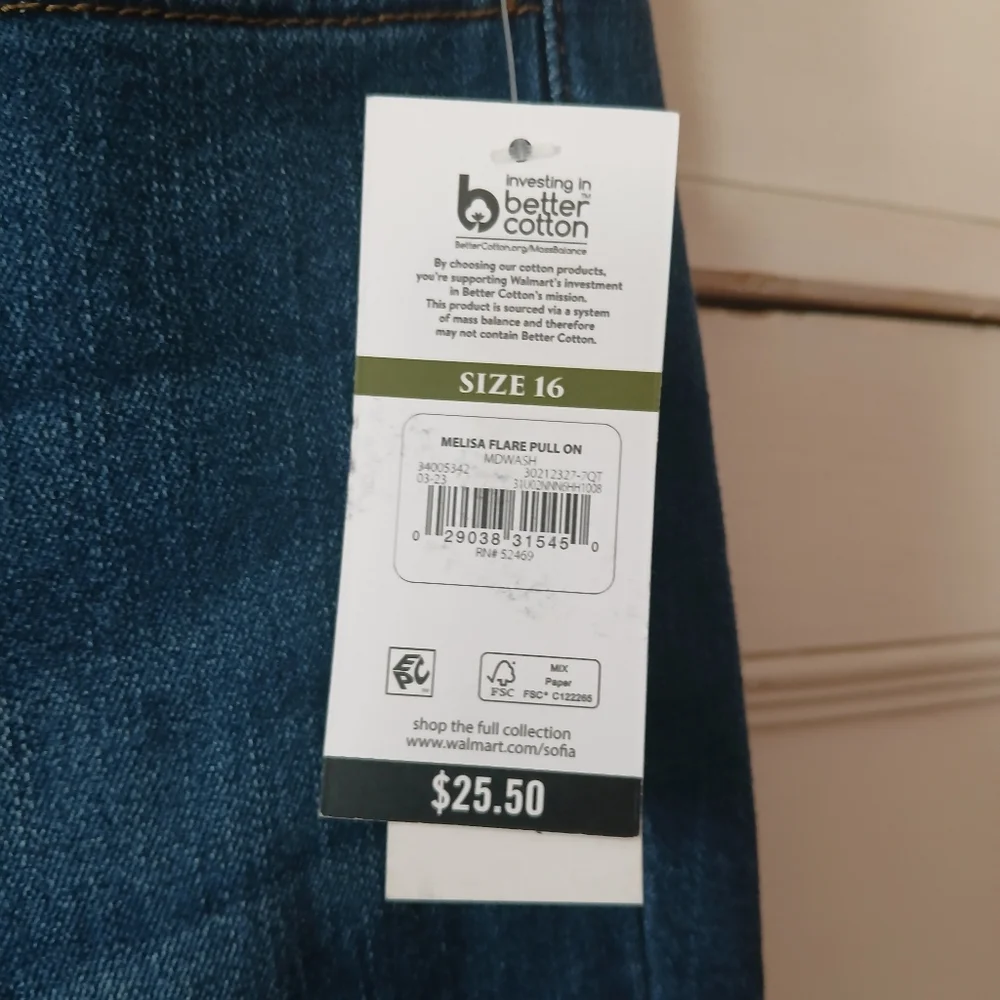 investing in
better™
cotton
BetterCotton.org/MassBalance
By choosing our cotton products,
you're supporting Walmart's investment
in Better Cotton's mission.
This product is sourced via a system
of mass balance and therefore
may not contain Better Cotton.
SIZE 16
MELISA FLARE PULL ON
MDWASH
34005342 30212327-7QT
03-23 31U02NNN6HH1008
0 29038 31545 0
RN# 52469
EPC™
FSC MIX
Paper
FSC® C122265
shop the full collection
www.walmart.com/sofia
$25.50